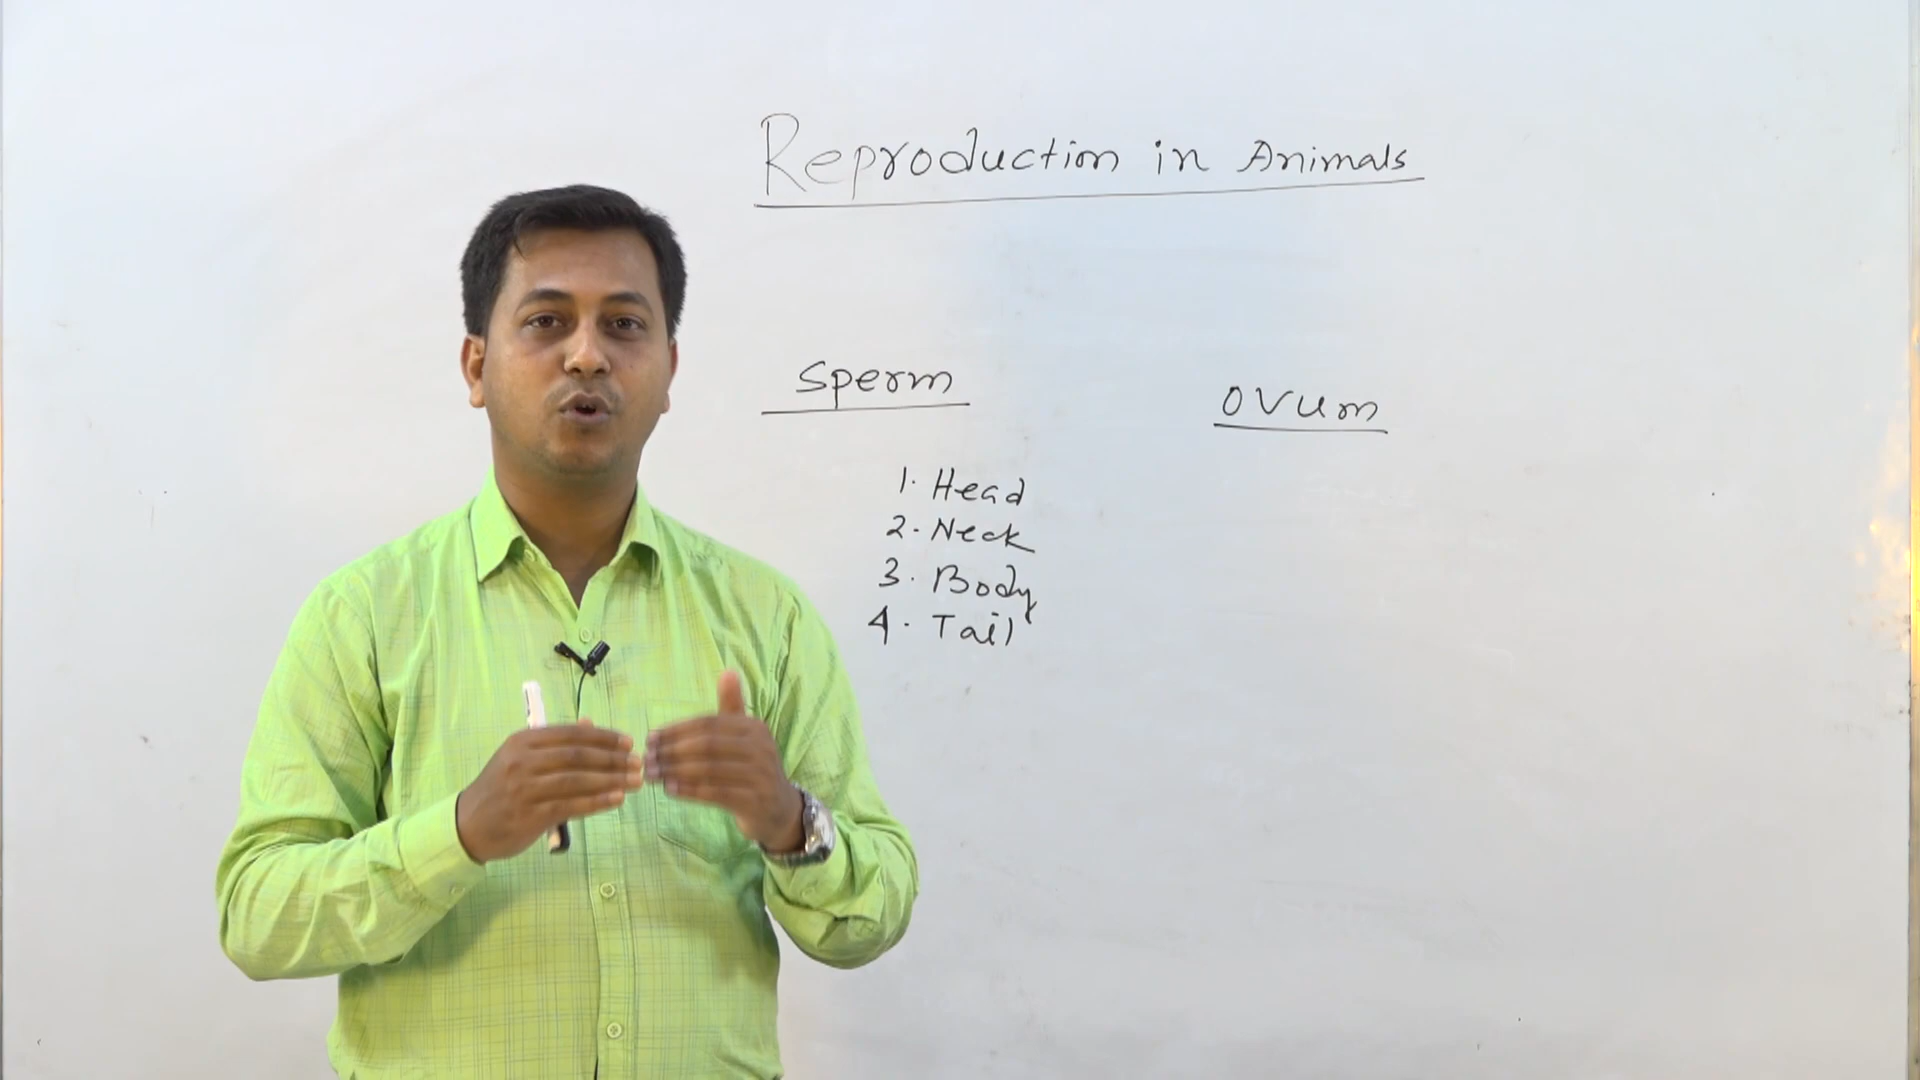 Reproduction in Animals
Sperm
1. Head
2. Neck
3. Body
4. Tail
Ovum